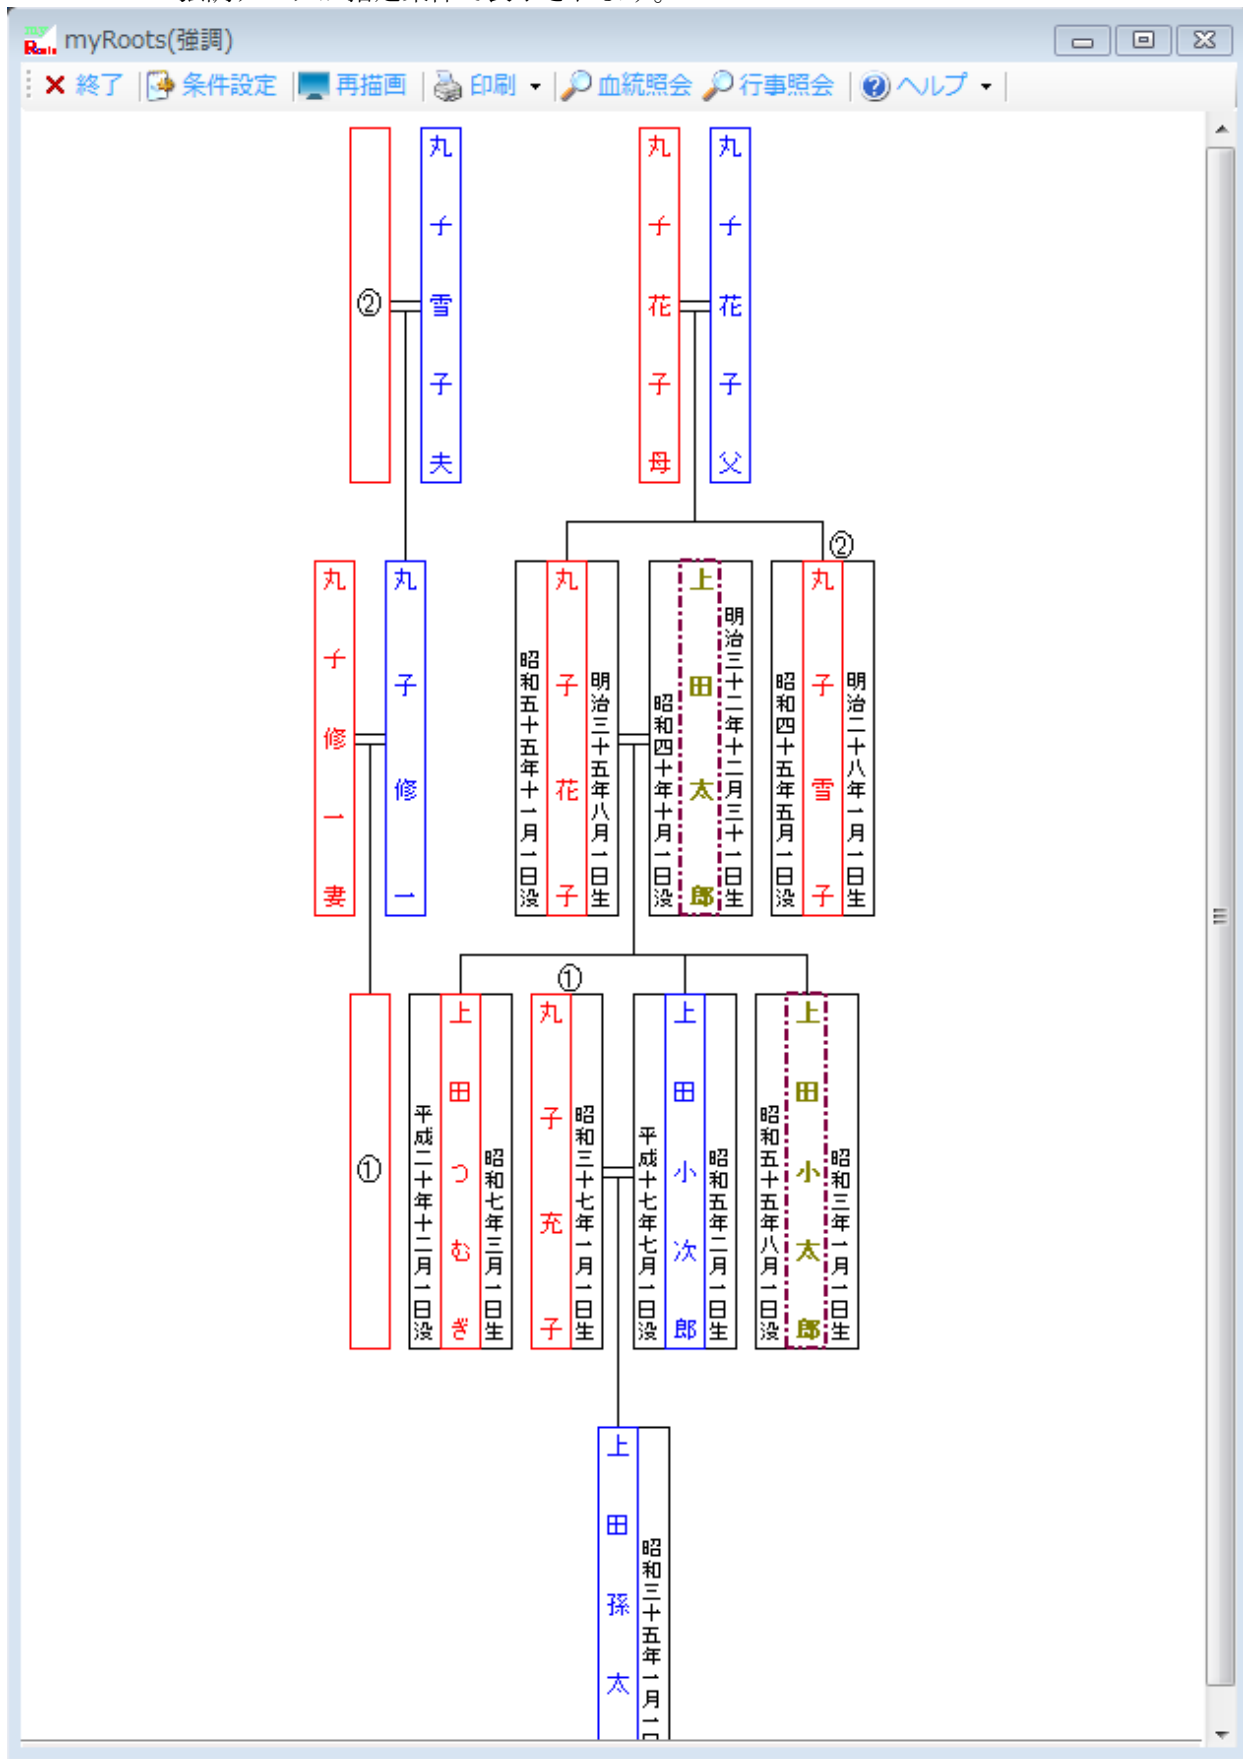 myRoots(強調)
終了 条件設定 再描画 印刷 血統照会 行事照会 ヘルプ
丸子花子父
丸子花子母
丸子雪子夫
②
②
明治二十八年一月一日生
丸子雪子
昭和四十五年五月一日没
明治三十二年十二月三十一日生
上田太郎
昭和四十年十月一日没
明治三十五年八月一日生
丸子花子
昭和五十五年十一月一日没
丸子修一
丸子修一妻
昭和三年一月一日生
上田小太郎
昭和五十五年八月一日没
昭和五年二月一日生
上田小次郎
平成十七年七月一日没
①
昭和三十七年一月一日生
丸子充子
昭和七年三月一日生
上田つむぎ
平成二十年十二月一日没
①
昭和三十五年一月一日
上田孫太